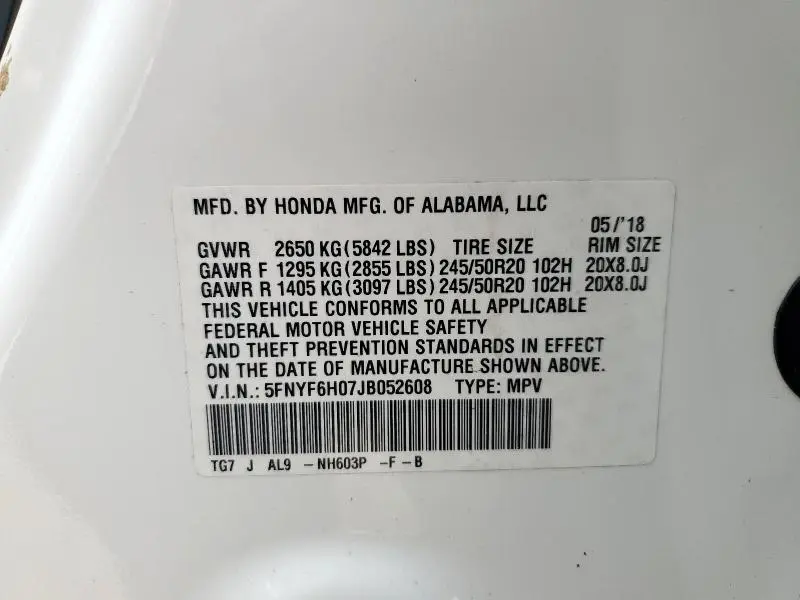 MFD. BY HONDA MFG. OF ALABAMA, LLC
05/'18
GVWR 2650 KG(5842 LBS) TIRE SIZE RIM SIZE
GAWR F 1295 KG(2855 LBS) 245/50R20 102H 20X8.0J
GAWR R 1405 KG(3097 LBS) 245/50R20 102H 20X8.0J
THIS VEHICLE CONFORMS TO ALL APPLICABLE
FEDERAL MOTOR VEHICLE SAFETY
AND THEFT PREVENTION STANDARDS IN EFFECT
ON THE DATE OF MANUFACTURE SHOWN ABOVE.
V.I.N.: 5FNYF6H07JB052608 TYPE: MPV
TG7 J AL9 -NH603P -F -B